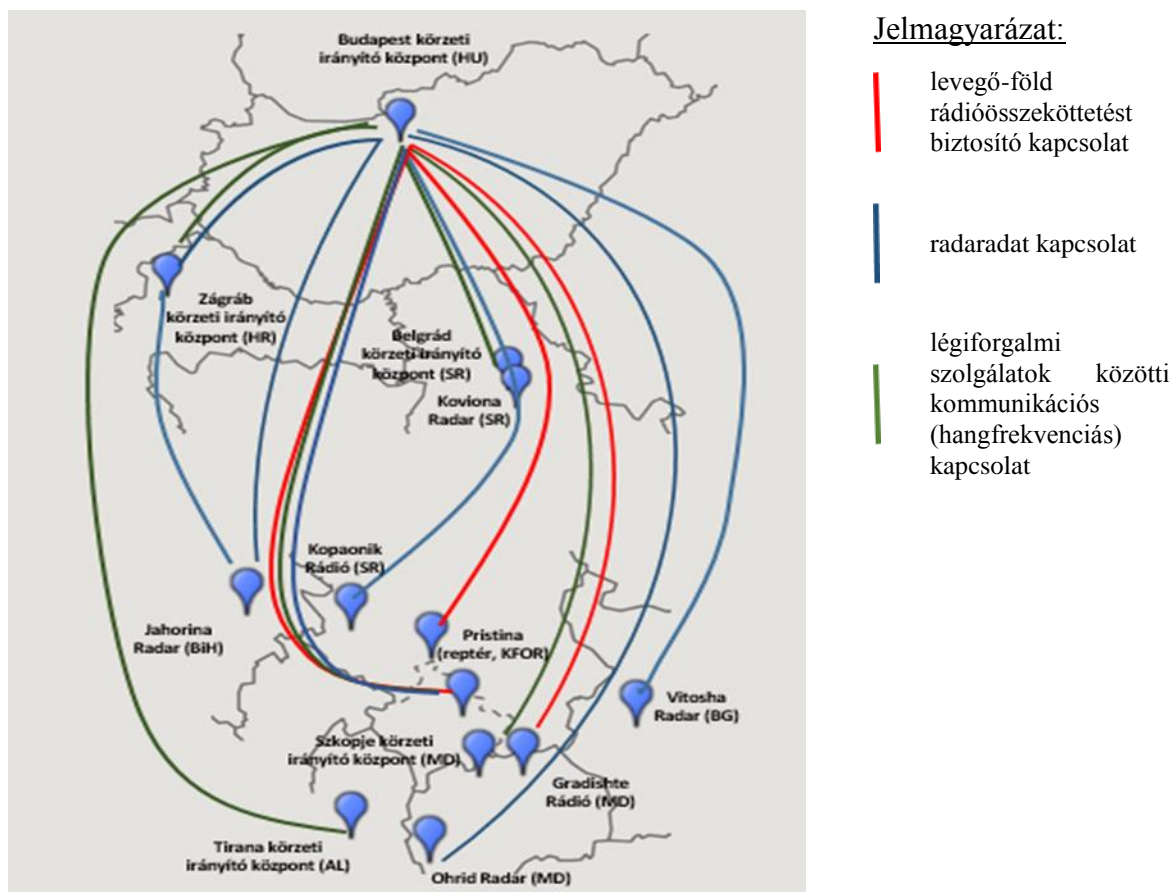 Budapest körzeti
irányító központ (HU)
Zágráb
körzeti irányító
központ (HR)
Belgrád
körzeti irányító
központ (SR)
Koviona
Radar (SR)
Kopaonik
Rádió (SR)
Jahorina
Radar (BiH)
Pristina
(reptér, KFOR)
Vitosha
Radar (BG)
Szkopje körzeti
irányító központ (MD)
Gradishte
Rádió (MD)
Tirana körzeti
irányító központ (AL)
Ohrid Radar (MD)
Jelmagyarázat:
levegő-föld
rádióösszeköttetést
biztosító kapcsolat
radaradat kapcsolat
légiforgalmi
szolgálatok közötti
kommunikációs
(hangfrekvenciás)
kapcsolat